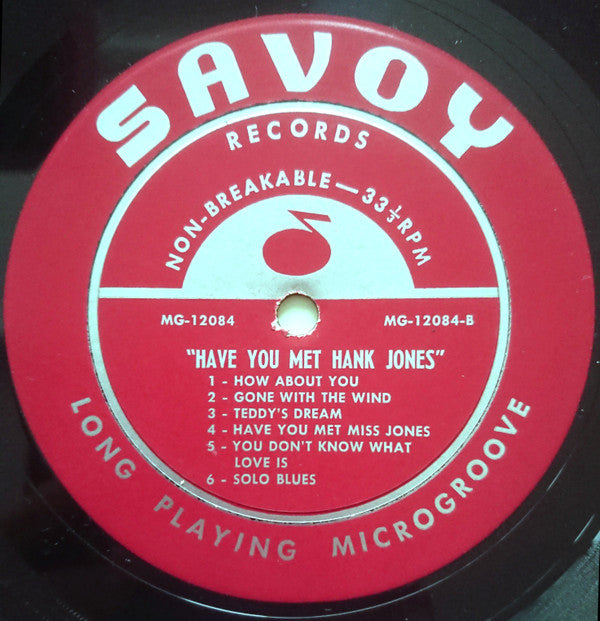 SAVOY
RECORDS
NON-BREAKABLE — 33⅓ RPM
MG-12084 MG-12084-B
"HAVE YOU MET HANK JONES"
1 - HOW ABOUT YOU
2 - GONE WITH THE WIND
3 - TEDDY'S DREAM
4 - HAVE YOU MET MISS JONES
5 - YOU DON'T KNOW WHAT
LOVE IS
6 - SOLO BLUES
LONG PLAYING MICROGROOVE